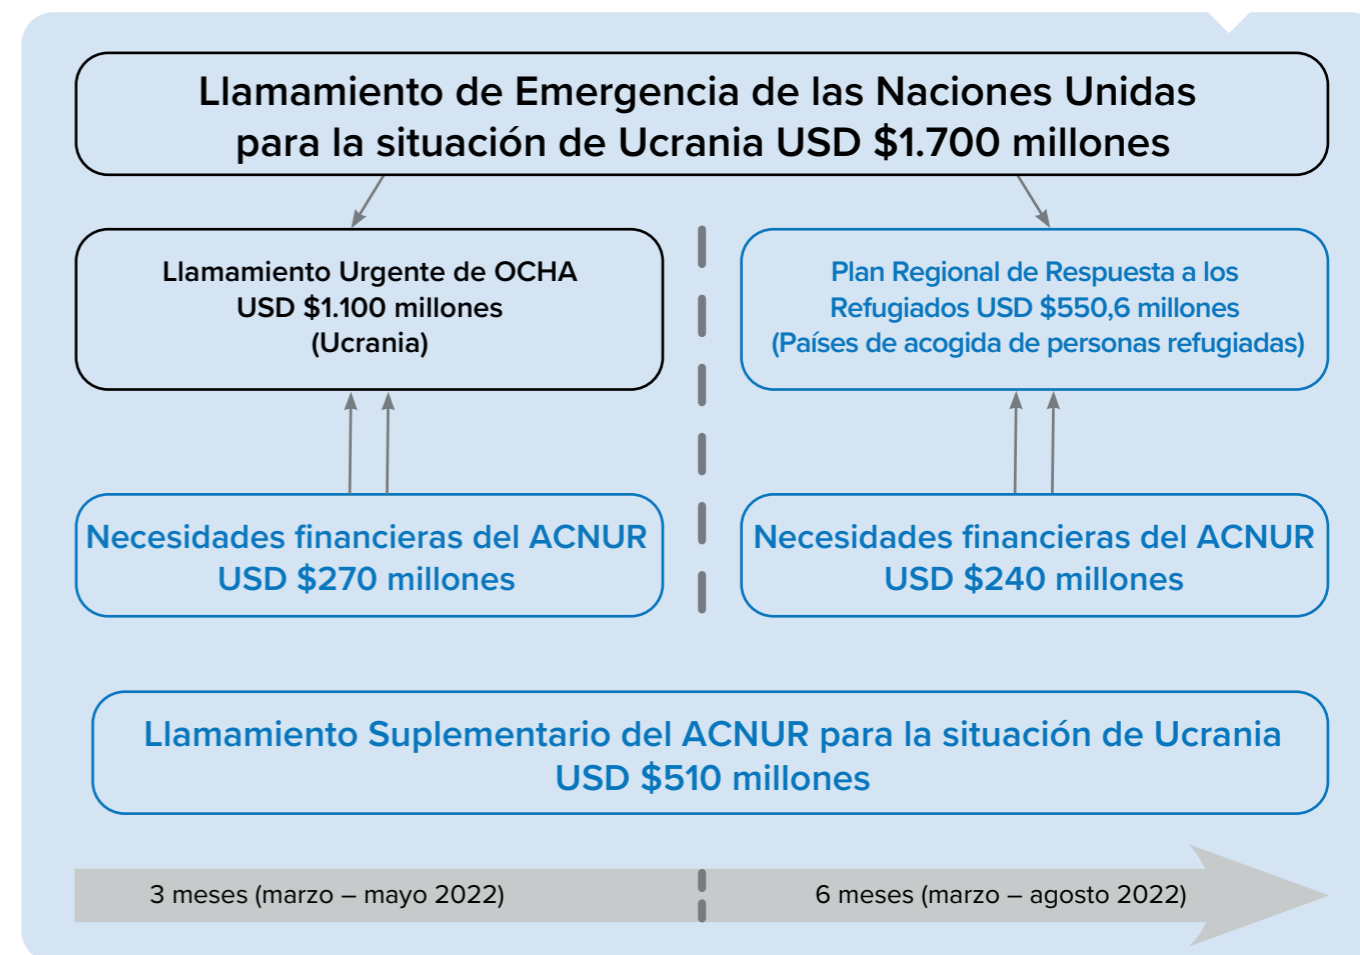 Llamamiento de Emergencia de las Naciones Unidas
para la situación de Ucrania USD $1.700 millones
Llamamiento Urgente de OCHA
USD $1.100 millones
(Ucrania)
Plan Regional de Respuesta a los
Refugiados USD $550,6 millones
(Países de acogida de personas refugiadas)
Necesidades financieras del ACNUR
USD $270 millones
Necesidades financieras del ACNUR
USD $240 millones
Llamamiento Suplementario del ACNUR para la situación de Ucrania
USD $510 millones
3 meses (marzo – mayo 2022)
6 meses (marzo – agosto 2022)